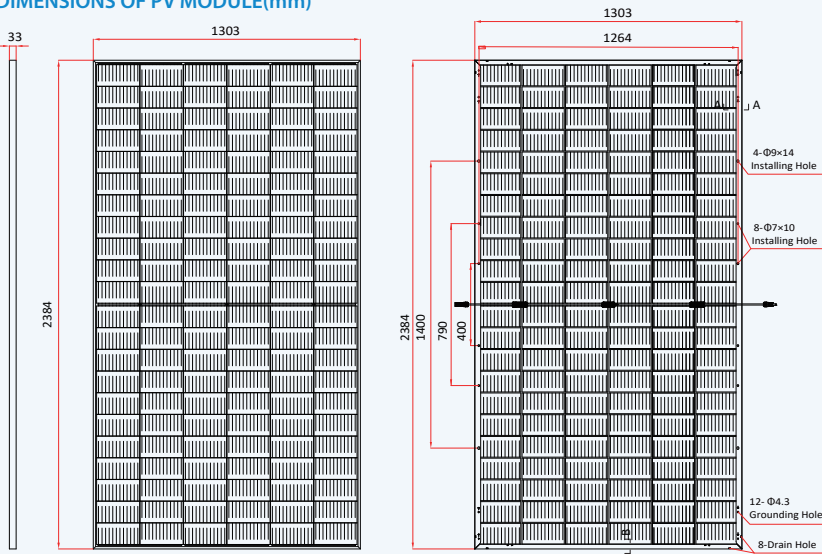 DIMENSIONS OF PV MODULE(mm)
33
1303
2384
1303
1264
2384
1400
790
400
A
A
4-Φ9×14
Installing Hole
8-Φ7×10
Installing Hole
12- Φ4.3
Grounding Hole
8-Drain Hole
B